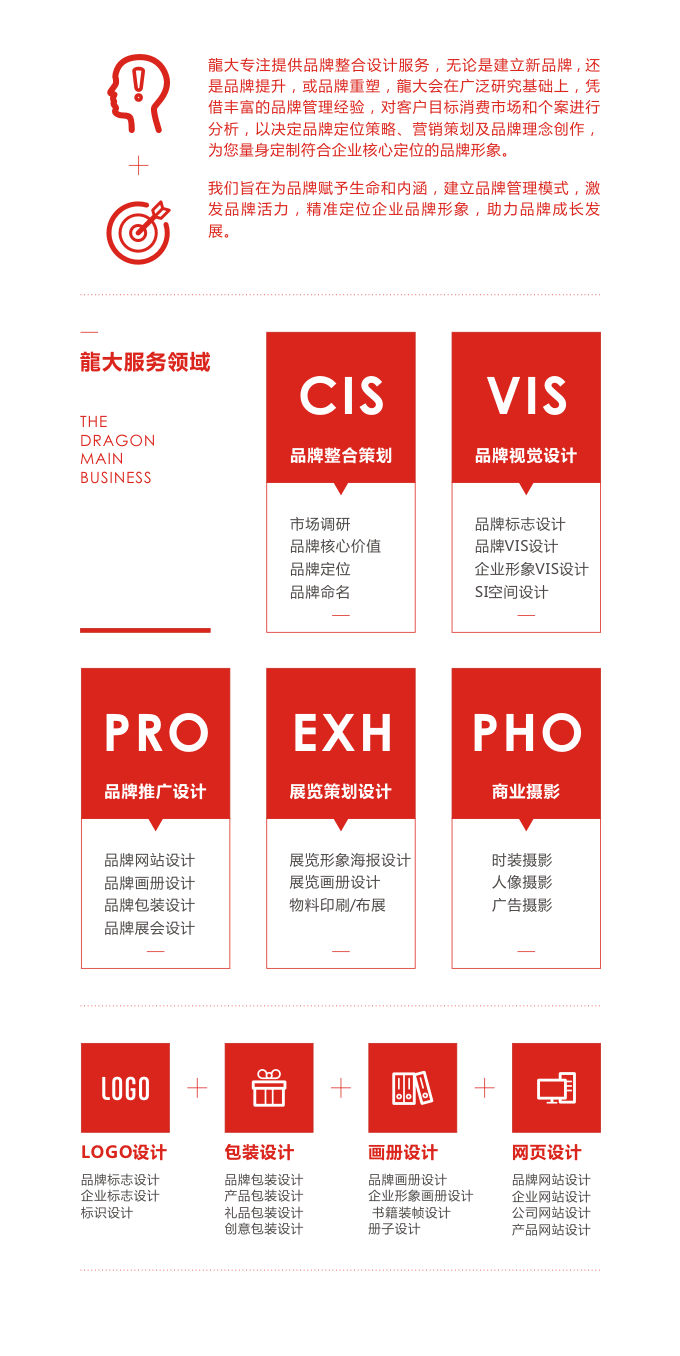 龍大专注提供品牌整合设计服务，无论是建立新品牌，还
是品牌提升，或品牌重塑，龍大会在广泛研究基础上，凭
借丰富的品牌管理经验，对客户目标消费市场和个案进行
分析，以决定品牌定位策略、营销策划及品牌理念创作，
为您量身定制符合企业核心定位的品牌形象。
我们旨在为品牌赋予生命和内涵，建立品牌管理模式，激
发品牌活力，精准定位企业品牌形象，助力品牌成长发
展。
龍大服务领域
THE
DRAGON
MAIN
BUSINESS
CIS
品牌整合策划
市场调研
品牌核心价值
品牌定位
品牌命名
VIS
品牌视觉设计
品牌标志设计
品牌VIS设计
企业形象VIS设计
SI空间设计
PRO
品牌推广设计
品牌网站设计
品牌画册设计
品牌包装设计
品牌展会设计
EXH
展览策划设计
展览形象海报设计
展览画册设计
物料印刷/布展
PHO
商业摄影
时装摄影
人像摄影
广告摄影
LOGO
LOGO设计
品牌标志设计
企业标志设计
标识设计
包装设计
品牌包装设计
产品包装设计
礼品包装设计
创意包装设计
画册设计
品牌画册设计
企业形象画册设计
书籍装帧设计
册子设计
网页设计
品牌网站设计
企业网站设计
公司网站设计
产品网站设计